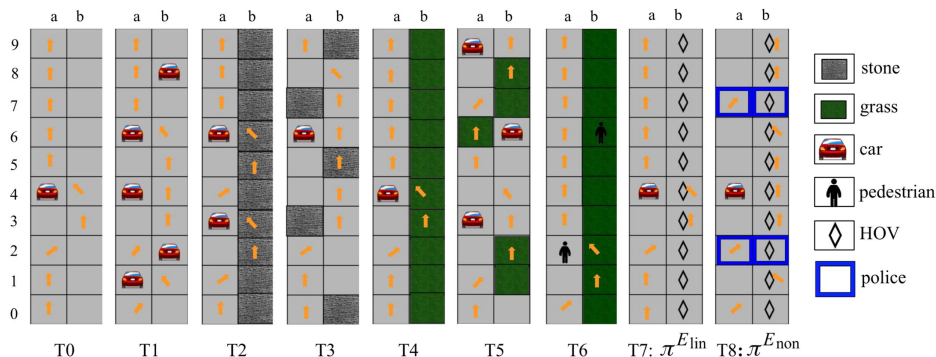 a b a b a b a b a b a b a b a b a b
9
8
7
6
5
4
3
2
1
0
T0 T1 T2 T3 T4 T5 T6 T7: π^E_lin T8: π^E_non
stone
grass
car
pedestrian
HOV
police